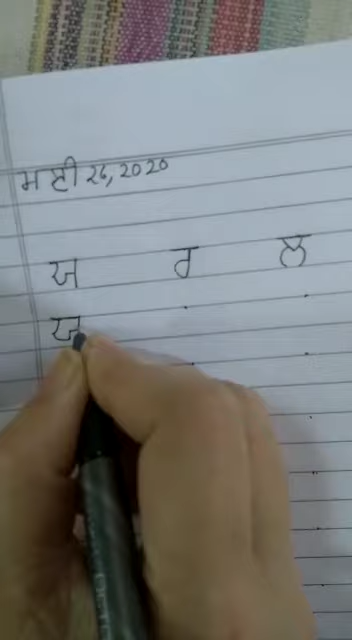 ਮਈ 26, 2020
ਯ ਰ ਲ
ਯ